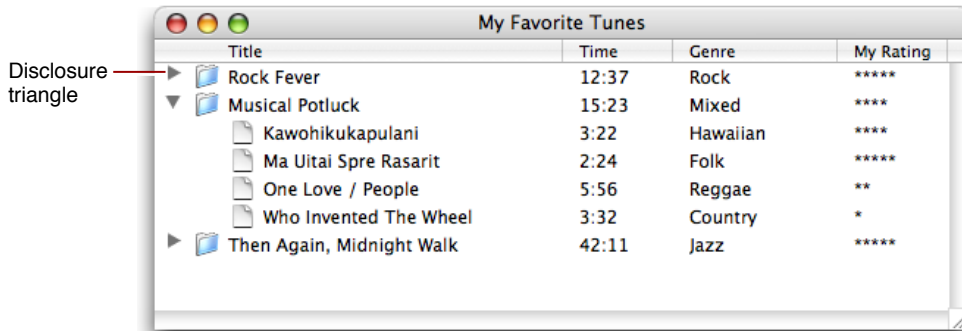 My Favorite Tunes
Title Time Genre My Rating
Disclosure
triangle
Rock Fever 12:37 Rock *****
Musical Potluck 15:23 Mixed ****
Kawohikukapulani 3:22 Hawaiian ****
Ma Uitai Spre Rasarit 2:24 Folk *****
One Love / People 5:56 Reggae **
Who Invented The Wheel 3:32 Country *
Then Again, Midnight Walk 42:11 Jazz *****